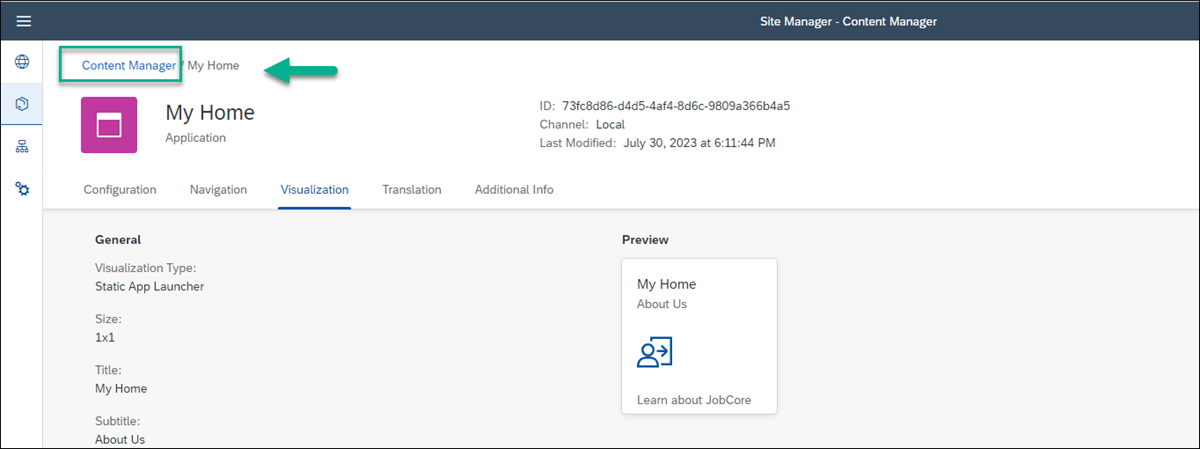 Site Manager - Content Manager
Content Manager / My Home
My Home
Application
ID: 73fc8d86-d4d5-4af4-8d6c-9809a366b4a5
Channel: Local
Last Modified: July 30, 2023 at 6:11:44 PM
Configuration Navigation Visualization Translation Additional Info
General
Visualization Type:
Static App Launcher
Size:
1x1
Title:
My Home
Subtitle:
About Us
Preview
My Home
About Us
Learn about JobCore